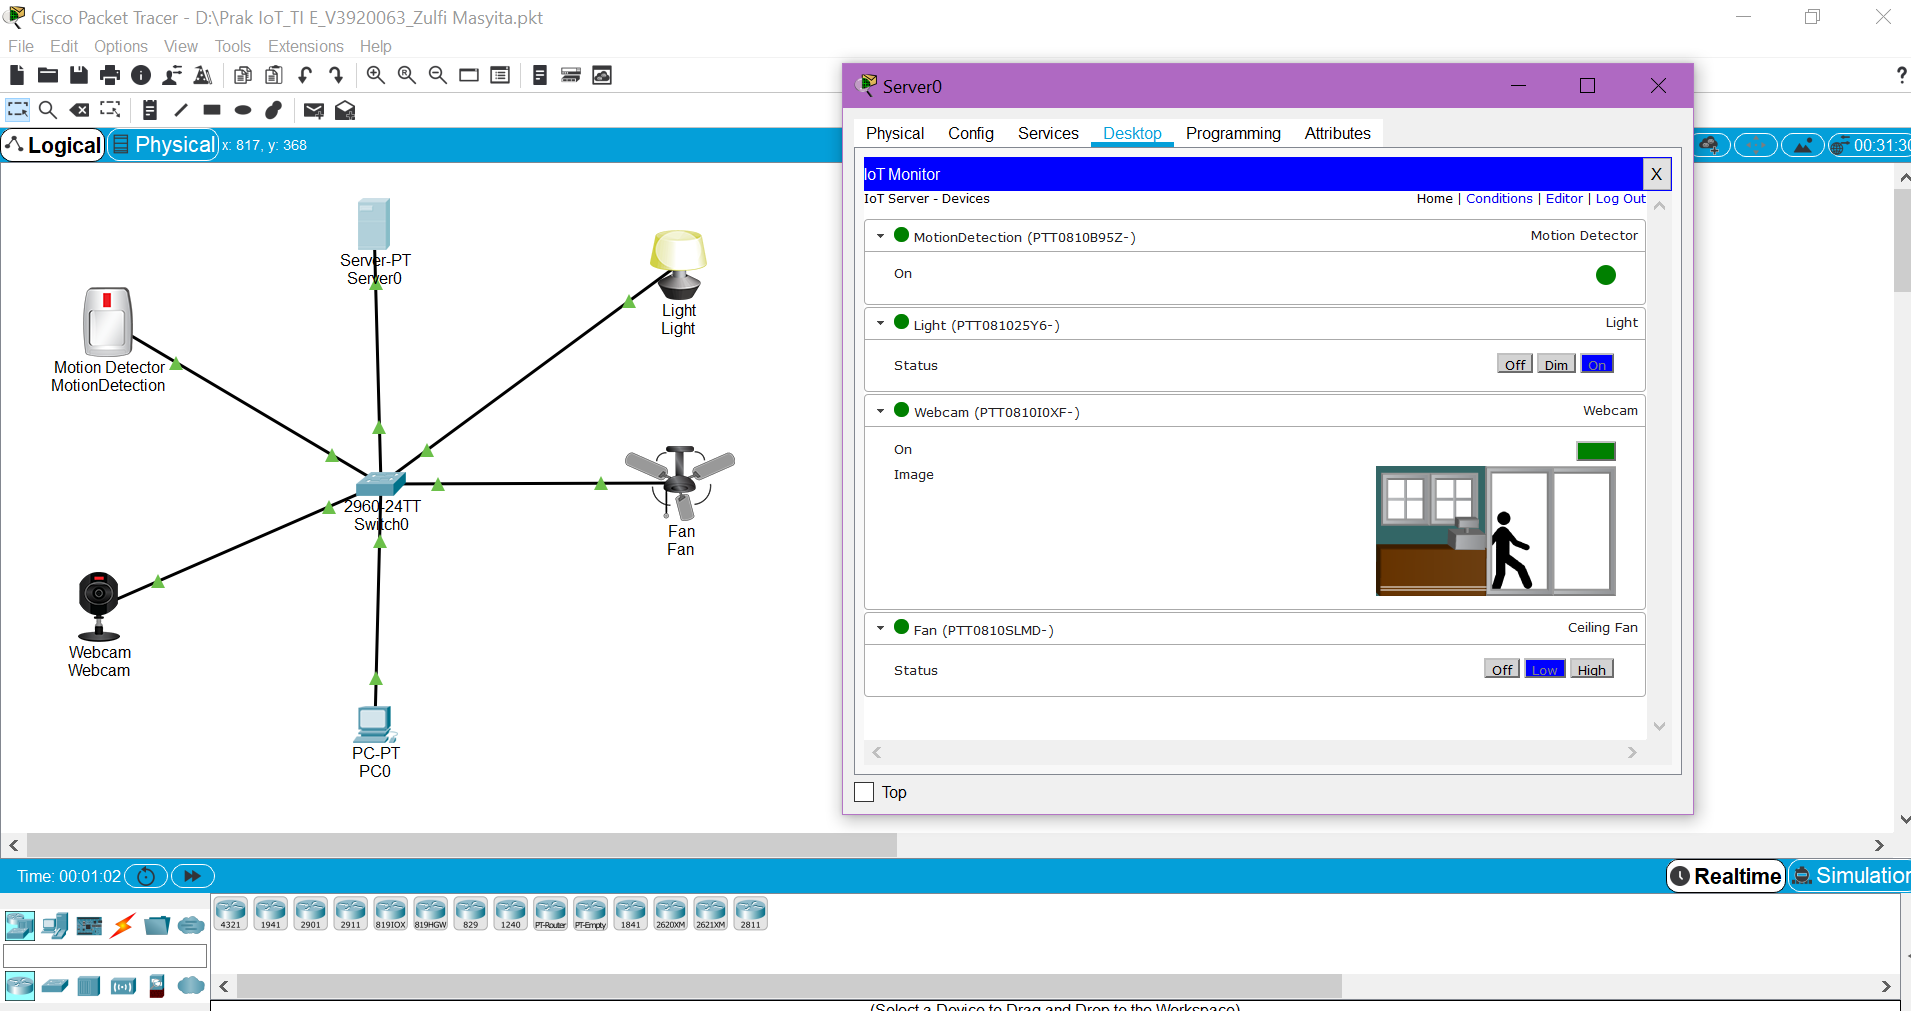 Cisco Packet Tracer - D:\Prak IoT_TI E_V3920063_Zulfi Masyita.pkt
File Edit Options View Tools Extensions Help
?
Logical Physical x: 817, y: 368
00:31:30
Server-PT
Server0
Light
Light
Motion Detector
MotionDetection
2960-24TT
Switch0
Fan
Fan
Webcam
Webcam
PC-PT
PC0
Server0
Physical Config Services Desktop Programming Attributes
IoT Monitor X
IoT Server - Devices Home | Conditions | Editor | Log Out
MotionDetection (PTT0810B95Z-) Motion Detector
On
Light (PTT081025Y6-) Light
Status Off Dim On
Webcam (PTT0810I0XF-) Webcam
On
Image
Fan (PTT0810SLMD-) Ceiling Fan
Status Off Low High
Top
Time: 00:01:02 Realtime Simulation
4321 1941 2901 2911 819IOX 819HGW 829 1240 PT-Router PT-Empty 1841 2620XM 2621XM 2811
(Select a Device to Drag and Drop to the Workspace)